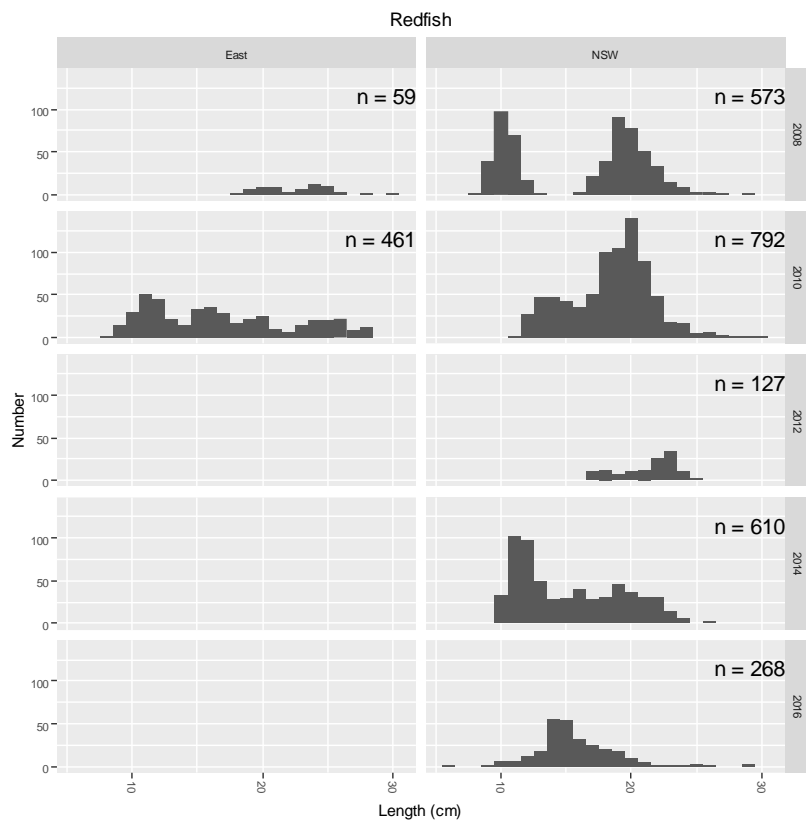 Redfish
East
NSW
n = 59
n = 573
2008
100
50
0
n = 461
n = 792
2010
100
50
0
n = 127
2012
100
50
0
n = 610
2014
100
50
0
n = 268
2016
100
50
0
Number
10
20
30
10
20
30
Length (cm)